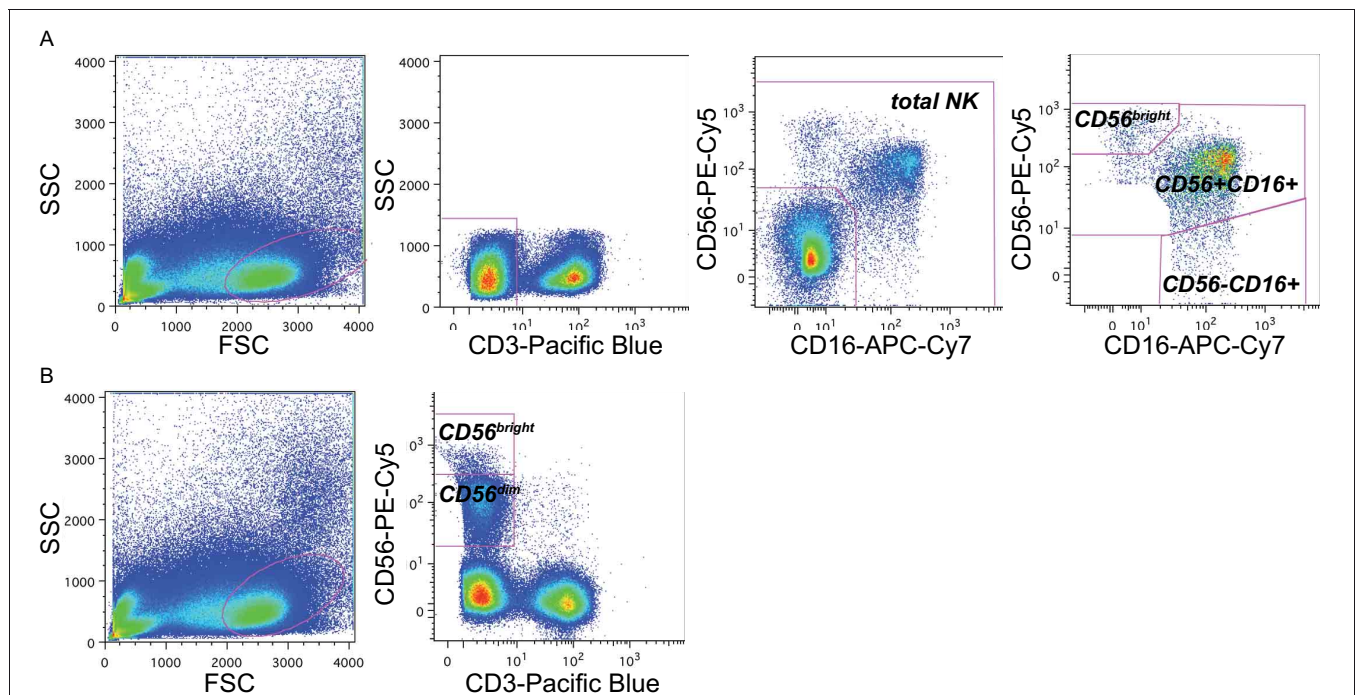 A
SSC
4000
3000
2000
1000
0
0 1000 2000 3000 4000
FSC
SSC
4000
3000
2000
1000
0
0 10¹ 10² 10³
CD3-Pacific Blue
CD56-PE-Cy5
10³
10²
10¹
0
total NK
0 10¹ 10² 10³
CD16-APC-Cy7
CD56-PE-Cy5
10³
10²
10¹
0
CD56bright
CD56+CD16+
CD56-CD16+
0 10¹ 10² 10³
CD16-APC-Cy7
B
SSC
4000
3000
2000
1000
0
0 1000 2000 3000 4000
FSC
CD56-PE-Cy5
0³
0²
0¹
0
CD56bright
CD56dim
0 10¹ 10² 10³
CD3-Pacific Blue